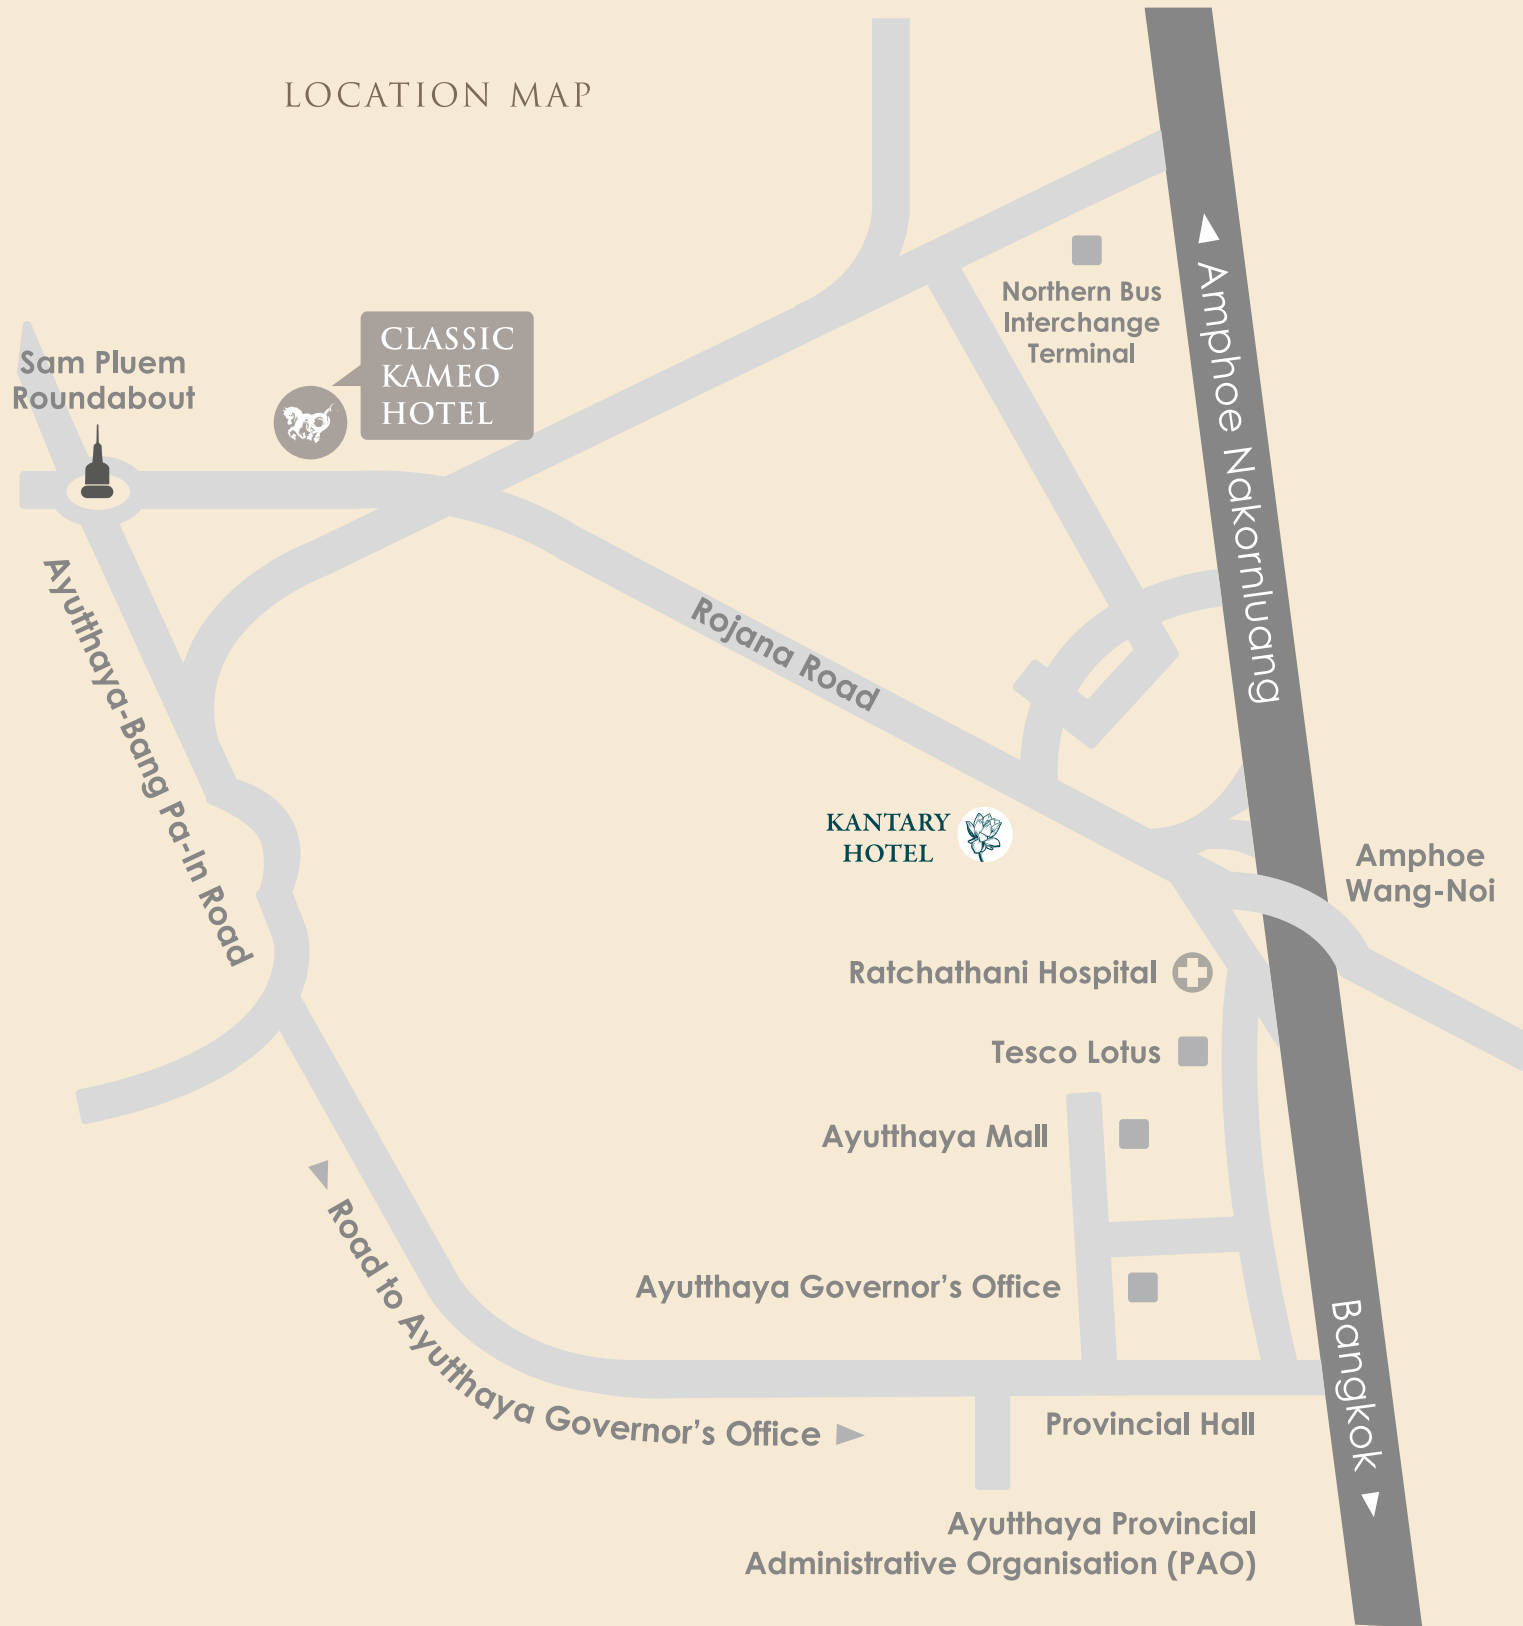 LOCATION MAP
Northern Bus
Interchange
Terminal
Amphoe Nakornluang
CLASSIC
KAMEO
HOTEL
Sam Pluem
Roundabout
Ayutthaya-Bang Pa-In Road
Rojana Road
KANTARY
HOTEL
Amphoe
Wang-Noi
Ratchathani Hospital
Tesco Lotus
Ayutthaya Mall
Road to Ayutthaya Governor's Office
Ayutthaya Governor's Office
Bangkok
Provincial Hall
Ayutthaya Provincial
Administrative Organisation (PAO)